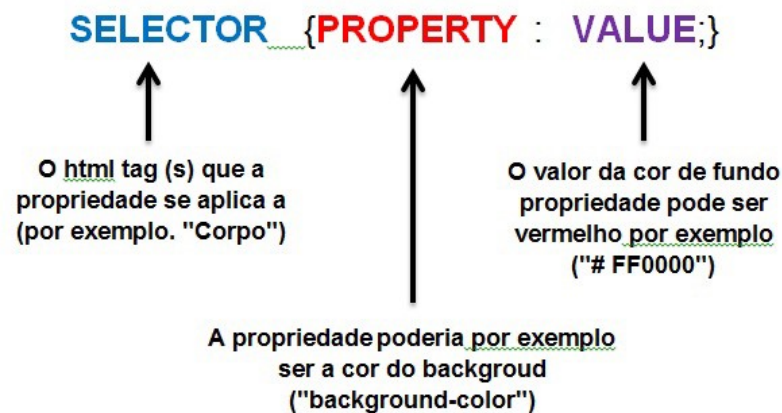 SELECTOR {PROPERTY : VALUE;}
O html tag (s) que a
propriedade se aplica a
(por exemplo. "Corpo")
O valor da cor de fundo
propriedade pode ser
vermelho por exemplo
("# FF0000")
A propriedade poderia por exemplo
ser a cor do backgroud
("background-color")